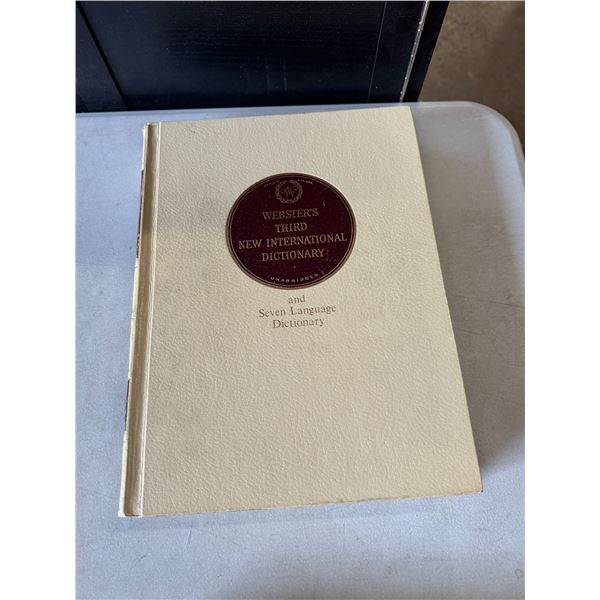 WEBSTER'S
THIRD
NEW INTERNATIONAL
DICTIONARY
UNABRIDGED
and
Seven Language
Dictionary